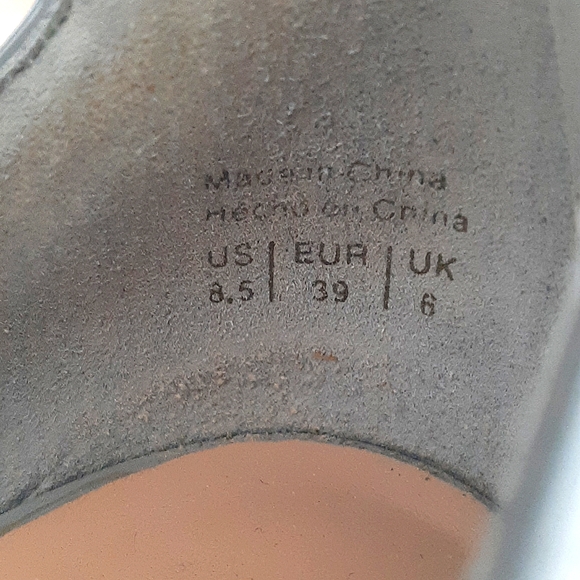 Made in China
Hecho en China
US | EUR | UK
8.5 | 39 | 6